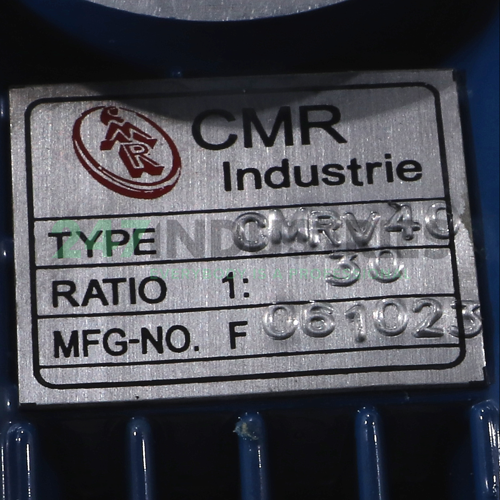 CMR
Industrie
TYPE CMRV40
RATIO 1: 30
MFG-NO. F 061023